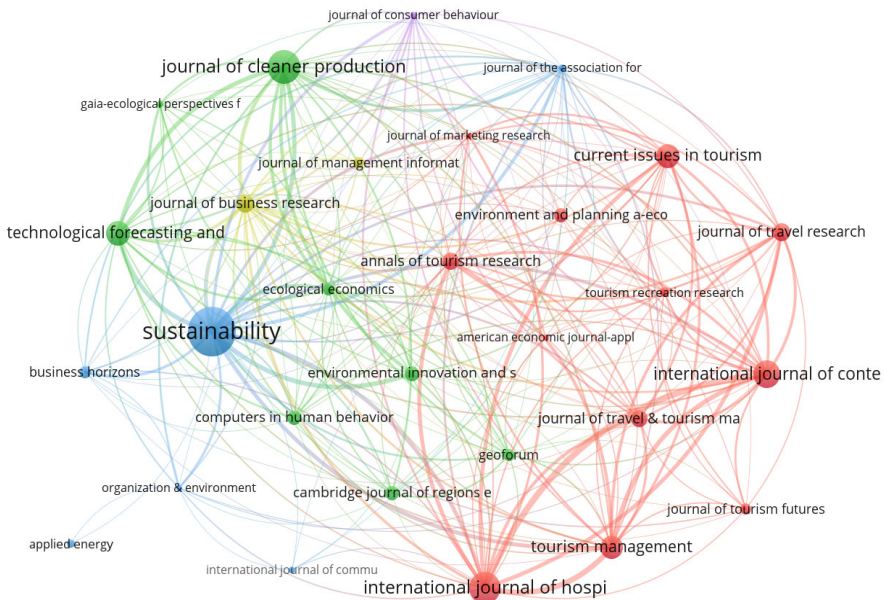 journal of consumer behaviour
journal of cleaner production
journal of the association for
gaia-ecological perspectives f
journal of marketing research
journal of management informat
current issues in tourism
journal of business research
environment and planning a-eco
technological forecasting and
journal of travel research
annals of tourism research
ecological economics
tourism recreation research
sustainability
american economic journal-appl
business horizons
environmental innovation and s
international journal of conte
computers in human behavior
journal of travel & tourism ma
geoforum
organization & environment
cambridge journal of regions e
journal of tourism futures
applied energy
tourism management
international journal of commu
international journal of hospi